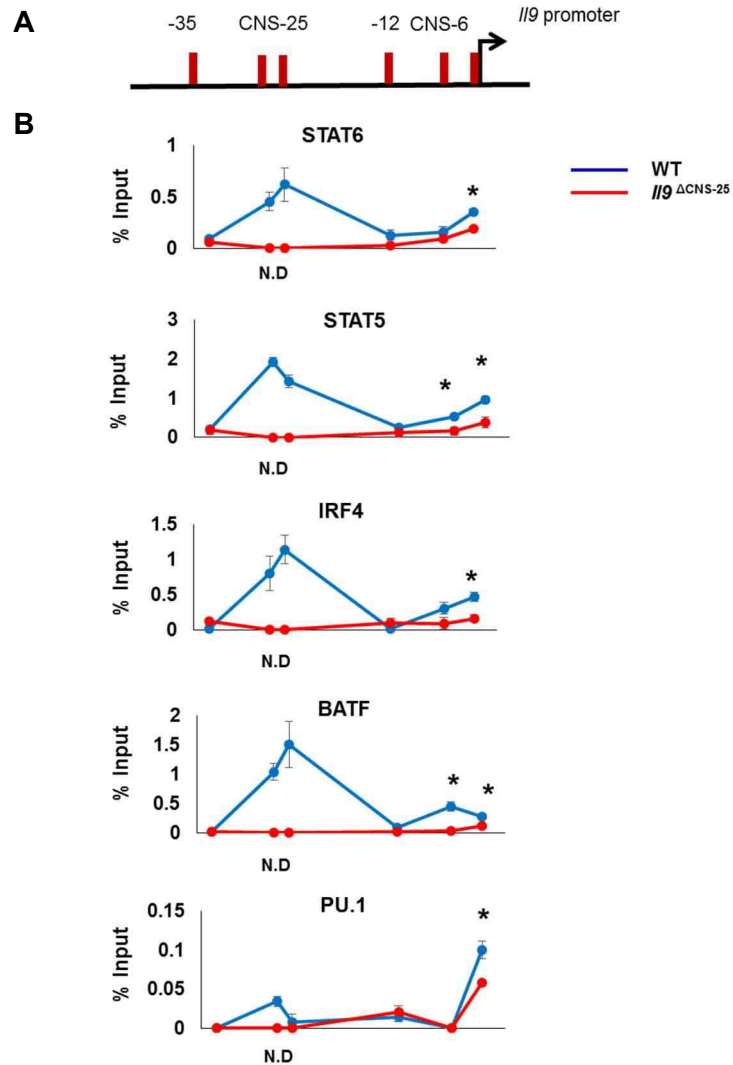 A
-35 CNS-25 -12 CNS-6 Il9 promoter
B
STAT6
WT
Il9 ΔCNS-25
% Input
1
0.5
0
*
N.D
STAT5
% Input
3
2
1
0
* *
N.D
IRF4
% Input
1.5
1
0.5
0
*
N.D
BATF
% Input
2
1.5
1
0.5
0
* *
N.D
PU.1
% Input
0.15
0.1
0.05
0
*
N.D